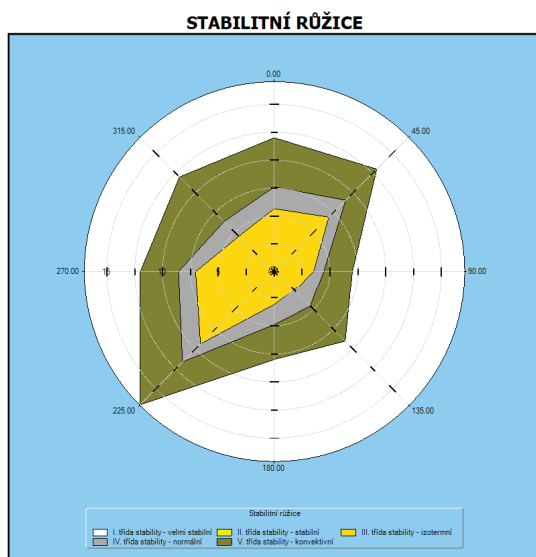 STABILITNÍ RŮŽICE
0.00
315.00
45.00
270.00
15
90.00
225.00
135.00
180.00
Stabilitní růžice
I. třída stability - velmi stabilní
II. třída stability - stabilní
III. třída stability - izotermní
IV. třída stability - normální
V. třída stability - konvektivní